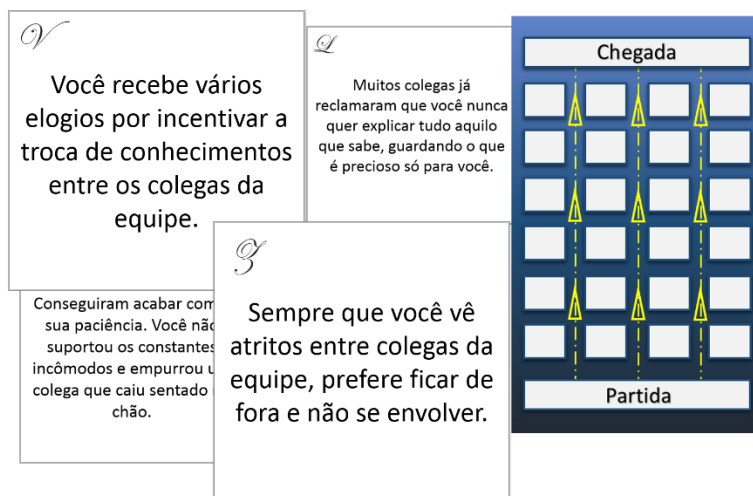 V
Você recebe vários
elogios por incentivar a
troca de conhecimentos
entre os colegas da
equipe.
L
Muitos colegas já
reclamaram que você nunca
quer explicar tudo aquilo
que sabe, guardando o que
é precioso só para você.
Conseguiram acabar com
sua paciência. Você
suportou os constantes
incômodos e empurrou
colega que caiu sentado
chão.
Z
Sempre que você vê
atritos entre colegas da
equipe, prefere ficar de
fora e não se envolver.
Chegada
Partida